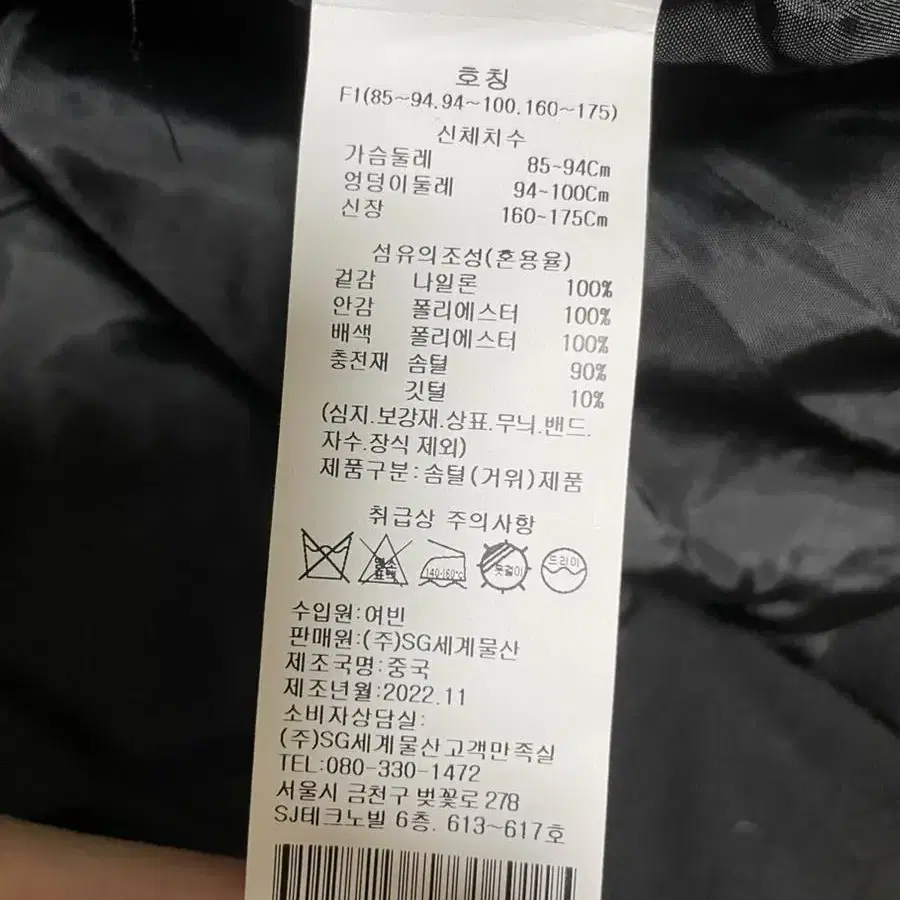 호칭
F1(85~94.94~100.160~175)
신체치수
가슴둘레 85~94Cm
엉덩이둘레 94~100Cm
신장 160~175Cm
섬유의조성(혼용율)
겉감 나일론 100%
안감 폴리에스터 100%
배색 폴리에스터 100%
충전재 솜털 90%
깃털 10%
(심지.보강재.상표.무늬.밴드.
자수.장식 제외)
제품구분:솜털(거위)제품
취급상 주의사항
염소
표백
140-160℃
옷걸이
드라이
수입원:여빈
판매원:(주)SG세계물산
제조국명:중국
제조년월:2022.11
소비자상담실:
(주)SG세계물산고객만족실
TEL:080-330-1472
서울시 금천구 벚꽃로 278
SJ테크노빌 6층. 613~617호